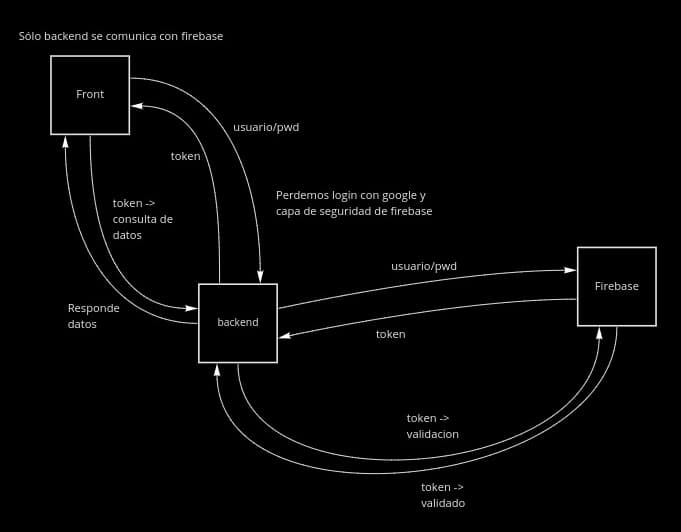 Sólo backend se comunica con firebase
Front
usuario/pwd
token
Perdemos login con google y
capa de seguridad de firebase
token ->
consulta de
datos
Responde
datos
backend
usuario/pwd
Firebase
token
token ->
validacion
token ->
validado